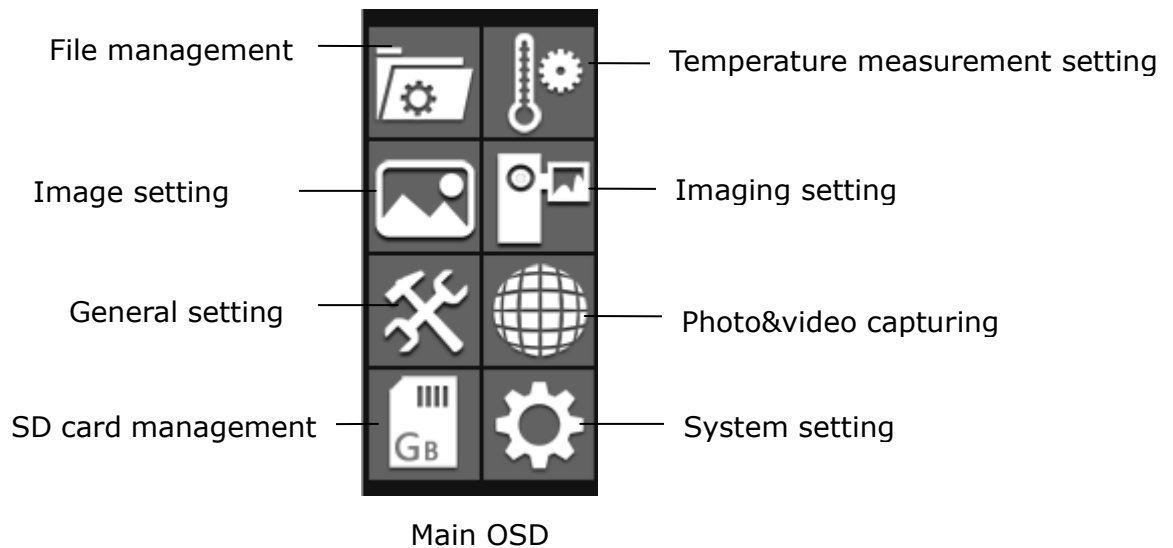 File management
Temperature measurement setting
Image setting
Imaging setting
General setting
Photo&video capturing
SD card management
GB
System setting
Main OSD